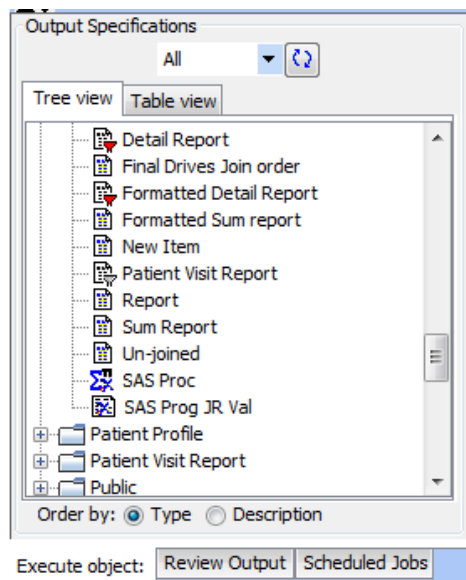 Output Specifications
All
Tree view Table view
Detail Report
Final Drives Join order
Formatted Detail Report
Formatted Sum report
New Item
Patient Visit Report
Report
Sum Report
Un-joined
SAS Proc
SAS Prog JR Val
Patient Profile
Patient Visit Report
Public
Order by: Type Description
Execute object: Review Output Scheduled Jobs